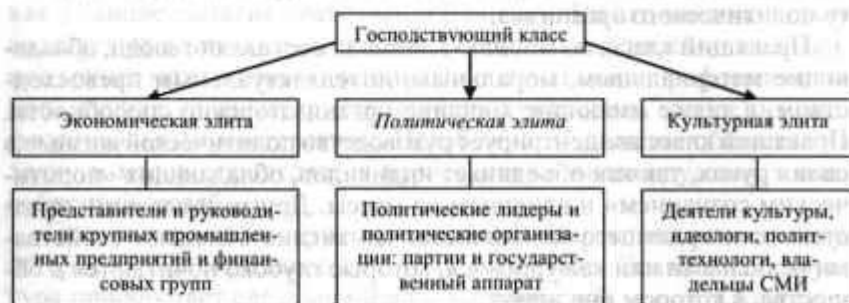 Господствующий класс
Экономическая элита
Политическая элита
Культурная элита
Представители и руководи-
тели крупных промышлен-
ных предприятий и финан-
совых групп
Политические лидеры и
политические организа-
ции: партии и государст-
венный аппарат
Деятели культуры,
идеологи, полит-
технологи, вла-
дельцы СМИ